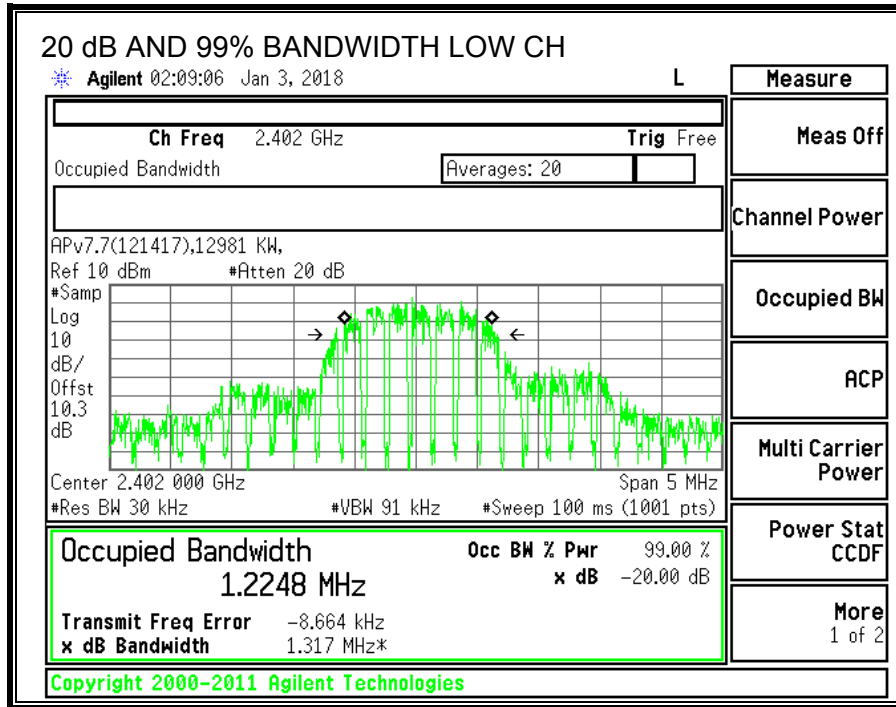 20 dB AND 99% BANDWIDTH LOW CH
Agilent 02:09:06 Jan 3, 2018 L
Measure
Ch Freq 2.402 GHz Trig Free
Occupied Bandwidth Averages: 20
APv7.7(121417),12981 KW,
Ref 10 dBm #Atten 20 dB
#Samp
Log
10
dB/
Offst
10.3
dB
Center 2.402 000 GHz Span 5 MHz
#Res BW 30 kHz #VBW 91 kHz #Sweep 100 ms (1001 pts)
Occupied Bandwidth Occ BW % Pwr 99.00 %
1.2248 MHz x dB -20.00 dB
Transmit Freq Error -8.664 kHz
x dB Bandwidth 1.317 MHz*
Copyright 2000-2011 Agilent Technologies
Meas Off
Channel Power
Occupied BW
ACP
Multi Carrier
Power
Power Stat
CCDF
More
1 of 2